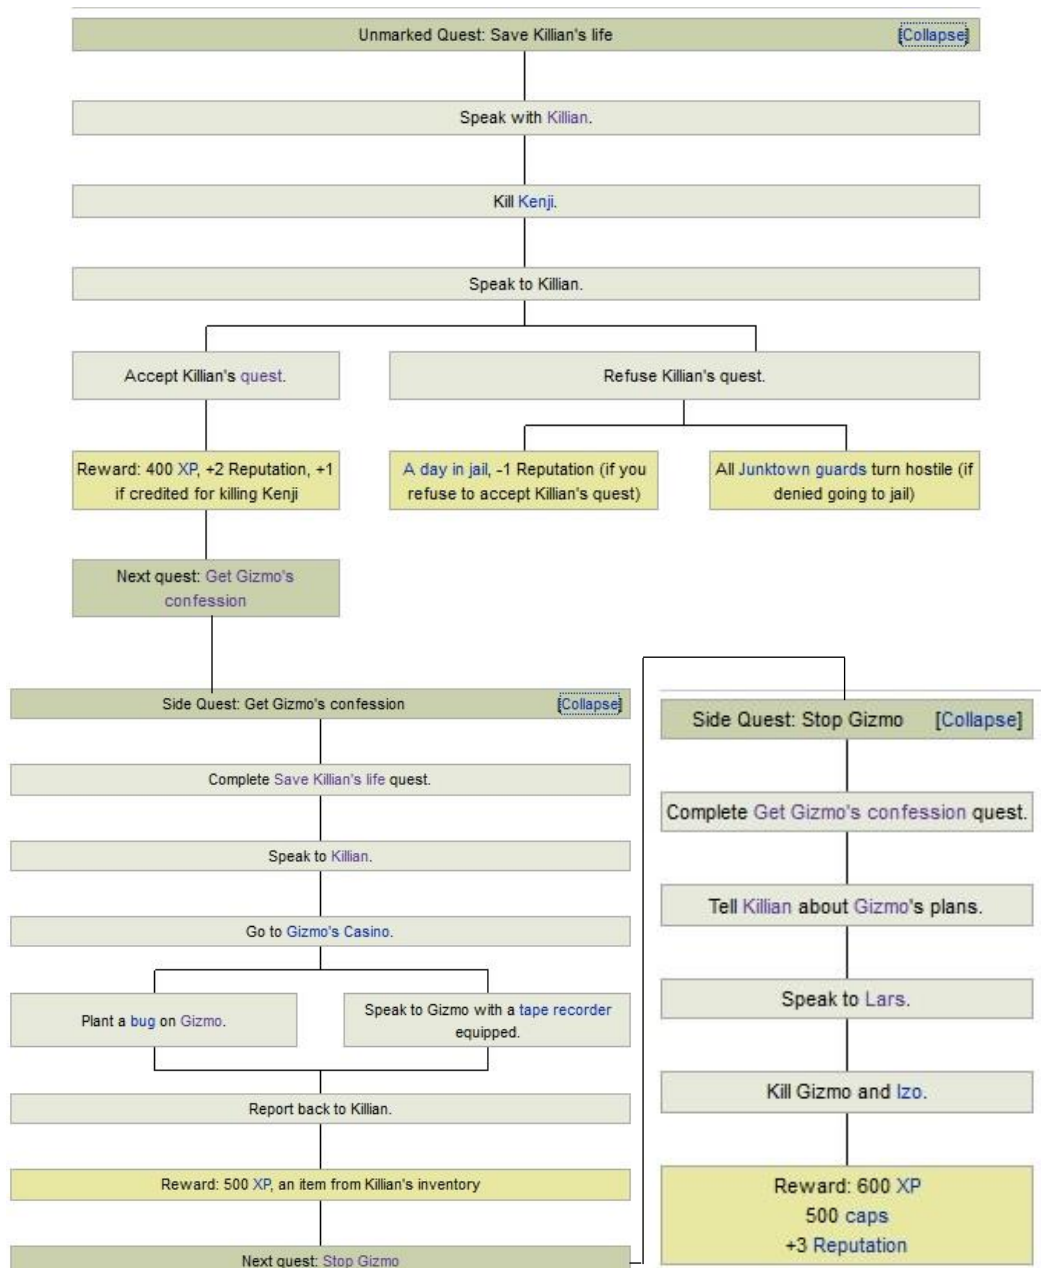 Unmarked Quest: Save Killian's life
[Collapse]
Speak with Killian.
Kill Kenji.
Speak to Killian.
Accept Killian's quest.
Refuse Killian's quest.
Reward: 400 XP, +2 Reputation, +1
if credited for killing Kenji
A day in jail, -1 Reputation (if you
refuse to accept Killian's quest)
All Junktown guards turn hostile (if
denied going to jail)
Next quest: Get Gizmo's
confession
Side Quest: Get Gizmo's confession
[Collapse]
Complete Save Killian's life quest.
Speak to Killian.
Go to Gizmo's Casino.
Plant a bug on Gizmo.
Speak to Gizmo with a tape recorder
equipped.
Report back to Killian.
Reward: 500 XP, an item from Killian's inventory
Next quest: Stop Gizmo
Side Quest: Stop Gizmo
[Collapse]
Complete Get Gizmo's confession quest.
Tell Killian about Gizmo's plans.
Speak to Lars.
Kill Gizmo and Izo.
Reward: 600 XP
500 caps
+3 Reputation